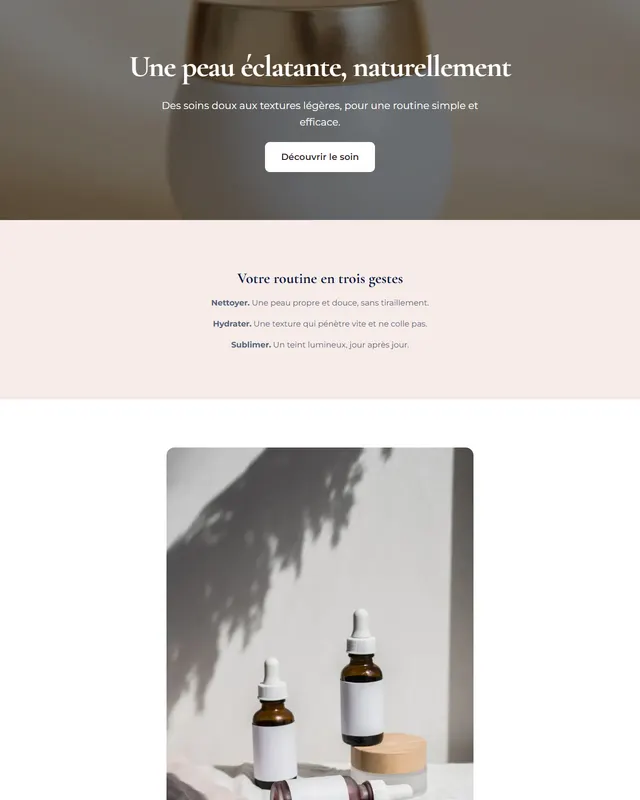 Une peau éclatante, naturellement
Des soins doux aux textures légères, pour une routine simple et
efficace.
Découvrir le soin
Votre routine en trois gestes
Nettoyer. Une peau propre et douce, sans tiraillement.
Hydrater. Une texture qui pénètre vite et ne colle pas.
Sublimer. Un teint lumineux, jour après jour.